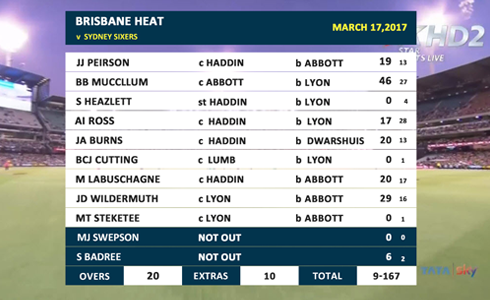 BRISBANE HEAT
v SYDNEY SIXERS
MARCH 17,2017
HD2
JJ PEIRSON c HADDIN b ABBOTT 19 13
BB MUCCLLUM c ABBOTT b LYON 46 27
S HEAZLETT st HADDIN b LYON 0 4
AI ROSS c HADDIN b LYON 17 28
JA BURNS c HADDIN b DWARSHUIS 20 13
BCJ CUTTING c LUMB b LYON 0 1
M LABUSCHAGNE c HADDIN b ABBOTT 20 17
JD WILDERMUTH c LYON b ABBOTT 29 16
MT STEKETEE c LYON b ABBOTT 0 1
MJ SWEPSON NOT OUT 0 0
S BADREE NOT OUT 6 2
OVERS 20 EXTRAS 10 TOTAL 9-167
sky